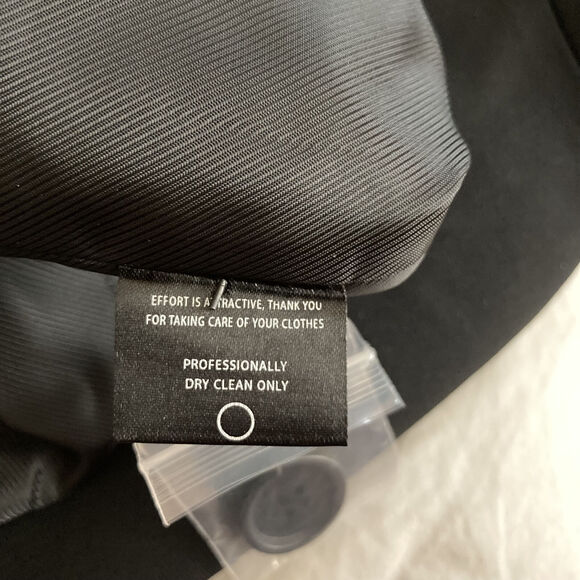 EFFORT IS ATTRACTIVE, THANK YOU
FOR TAKING CARE OF YOUR CLOTHES
PROFESSIONALLY
DRY CLEAN ONLY